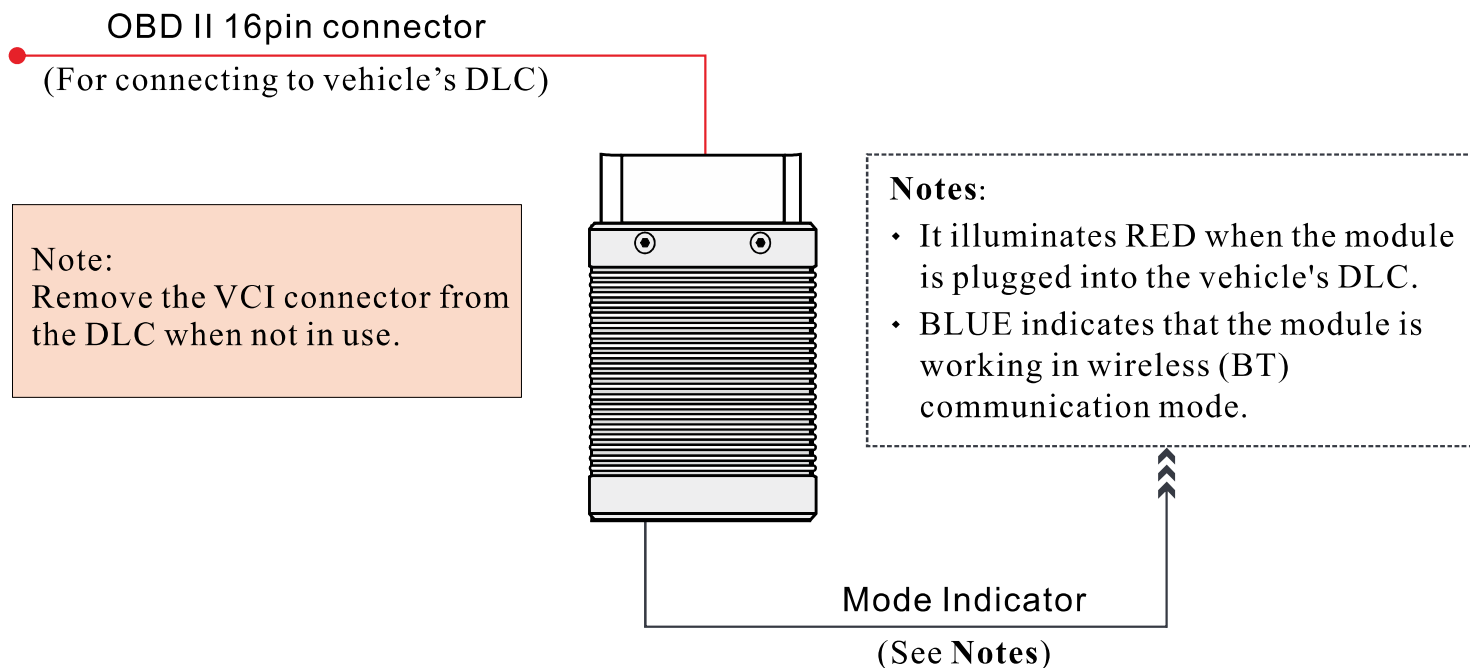 OBD II 16pin connector
(For connecting to vehicle’s DLC)
Note:
Remove the VCI connector from
the DLC when not in use.
Notes:
· It illuminates RED when the module
is plugged into the vehicle's DLC.
· BLUE indicates that the module is
working in wireless (BT)
communication mode.
Mode Indicator
(See Notes)